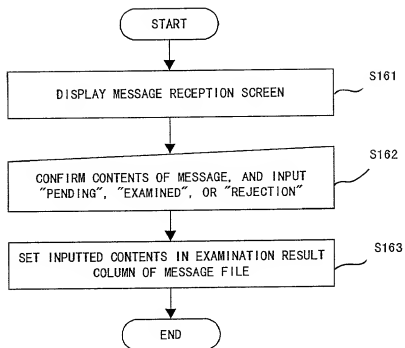 START
DISPLAY MESSAGE RECEPTION SCREEN
S161
CONFIRM CONTENTS OF MESSAGE, AND INPUT
"PENDING", "EXAMINED", OR "REJECTION"
S162
SET INPUTTED CONTENTS IN EXAMINATION RESULT
COLUMN OF MESSAGE FILE
S163
END